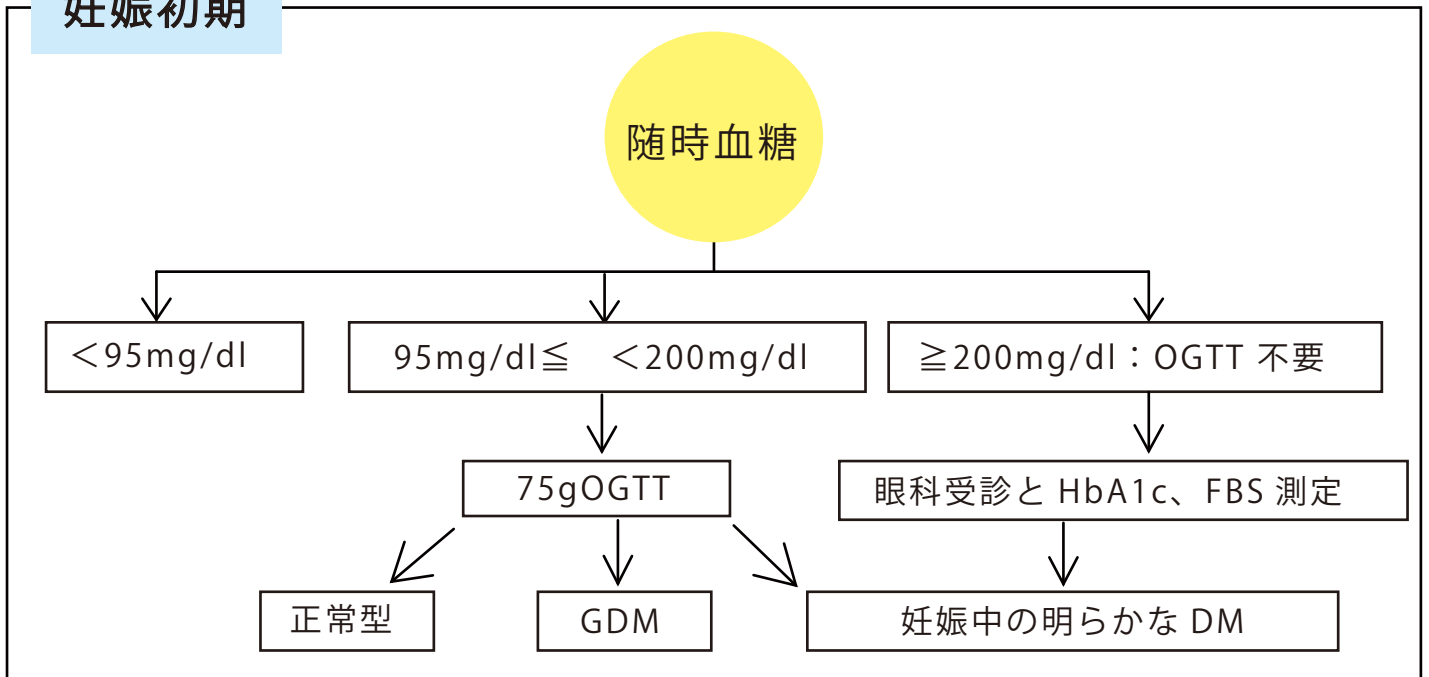 妊娠初期
随時血糖
＜95mg/dl
95mg/dl≦　＜200mg/dl
≧200mg/dl：OGTT 不要
75gOGTT
眼科受診と HbA1c、FBS 測定
正常型
GDM
妊娠中の明らかな DM